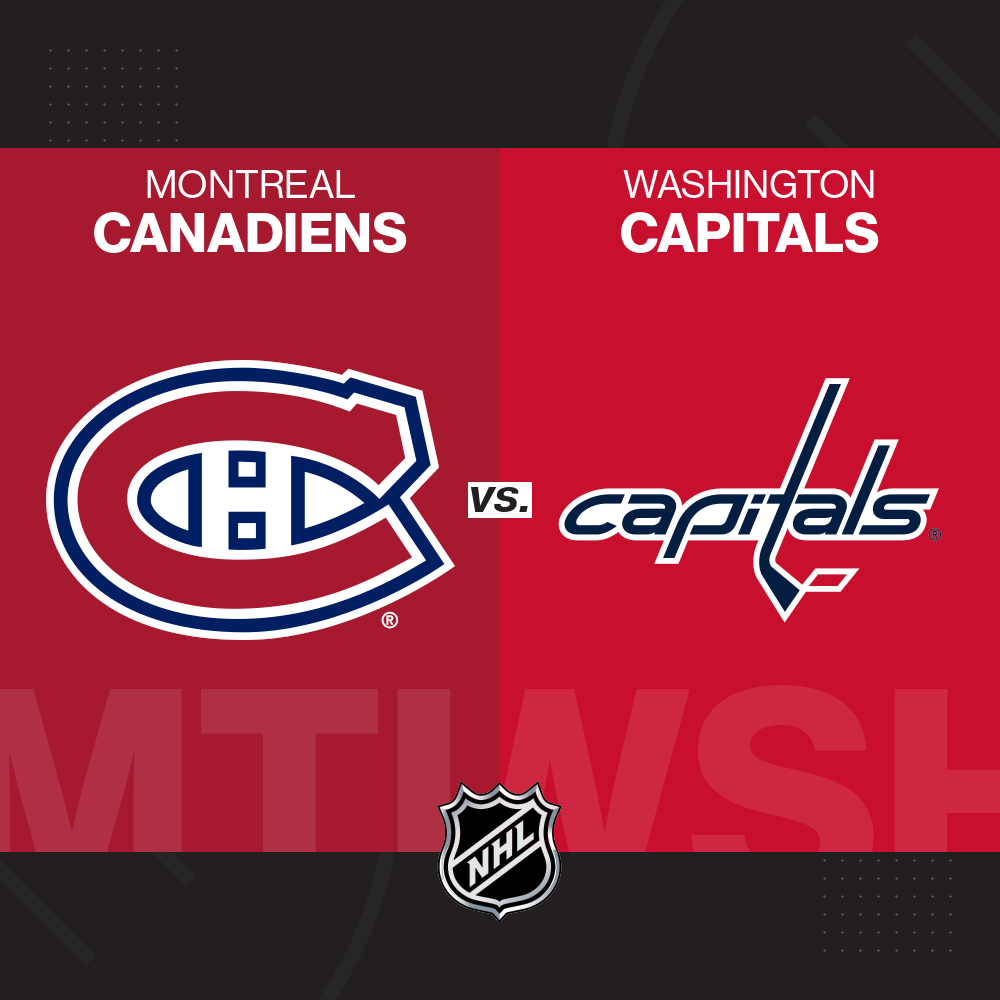 MONTREAL
CANADIENS
WASHINGTON
CAPITALS
vs.
capitals
®
®
MTL
WSH
NHL